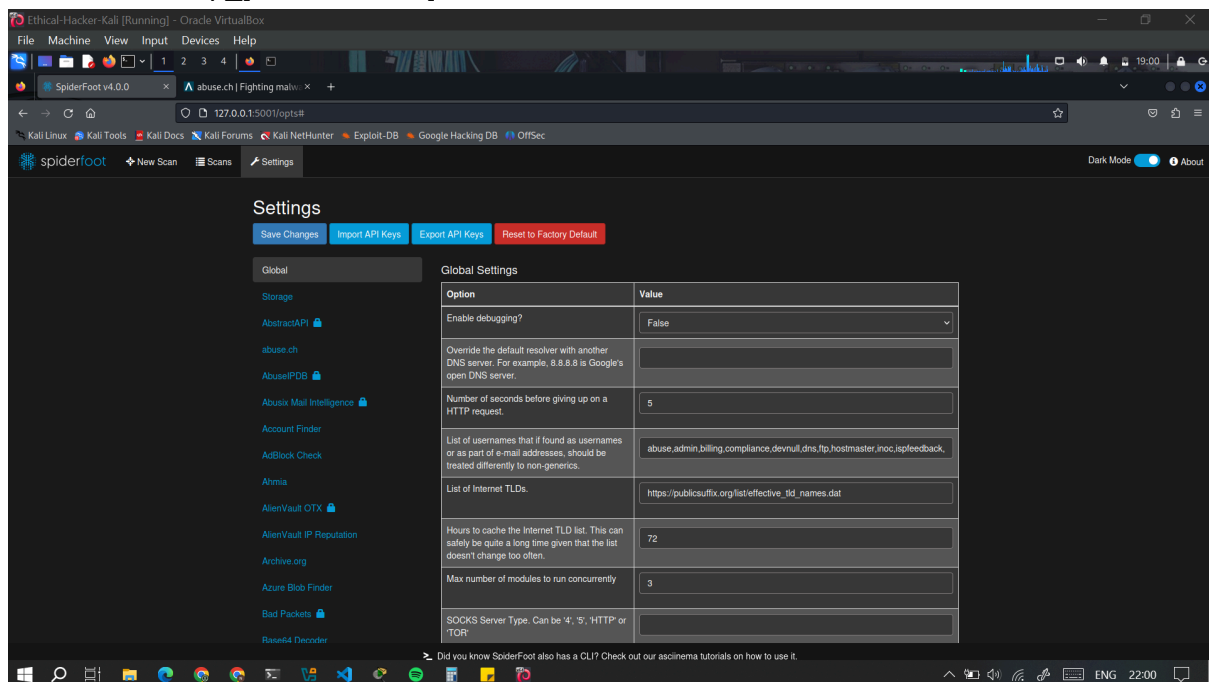 Ethical-Hacker-Kali [Running] - Oracle VirtualBox
File Machine View Input Devices Help
1 2 3 4
19:00
SpiderFoot v4.0.0 abuse.ch | Fighting malw
127.0.0.1:5001/opts#
Kali Linux Kali Tools Kali Docs Kali Forums Kali NetHunter Exploit-DB Google Hacking DB OffSec
spiderfoot New Scan Scans Settings Dark Mode About
Settings
Save Changes Import API Keys Export API Keys Reset to Factory Default
Global
Storage
AbstractAPI
abuse.ch
AbuseIPDB
Abusix Mail Intelligence
Account Finder
AdBlock Check
Ahmia
AlienVault OTX
AlienVault IP Reputation
Archive.org
Azure Blob Finder
Bad Packets
Base64 Decoder
Global Settings
Option Value
Enable debugging? False
Override the default resolver with another
DNS server. For example, 8.8.8.8 is Google's
open DNS server.
Number of seconds before giving up on a
HTTP request.
5
List of usernames that if found as usernames
or as part of e-mail addresses, should be
treated differently to non-generics.
abuse,admin,billing,compliance,devnull,dns,ftp,hostmaster,inoc,ispfeedback,
List of Internet TLDs.
https://publicsuffix.org/list/effective_tld_names.dat
Hours to cache the Internet TLD list. This can
safely be quite a long time given that the list
doesn't change too often.
72
Max number of modules to run concurrently
3
SOCKS Server Type. Can be '4', '5', 'HTTP' or
'TOR'
>_ Did you know SpiderFoot also has a CLI? Check out our asciinema tutorials on how to use it.
ENG 22:00